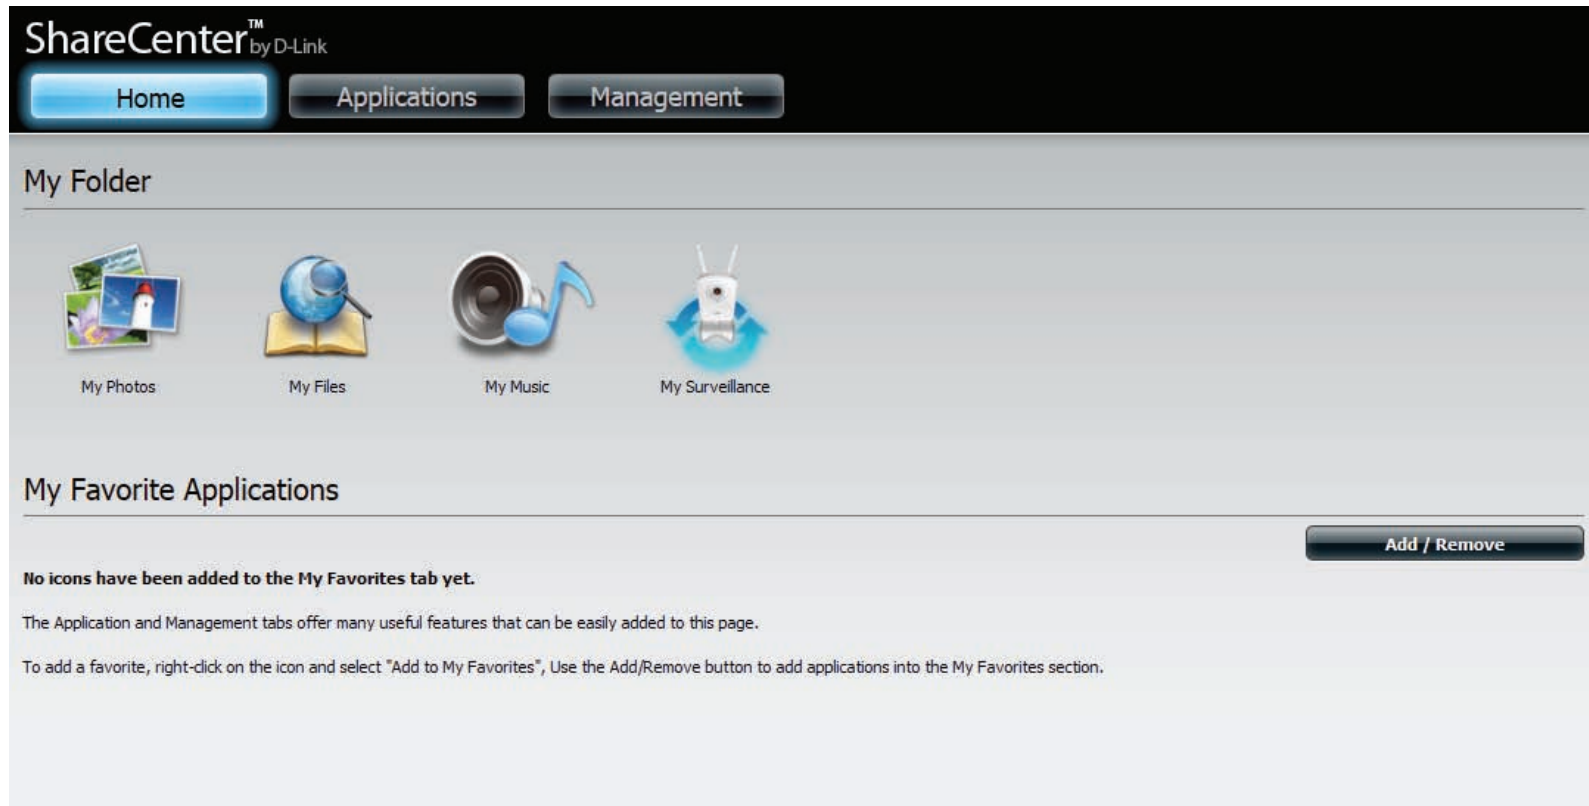 ShareCenter™ by D-Link
Home Applications Management
My Folder
My Photos My Files My Music My Surveillance
My Favorite Applications
Add / Remove
No icons have been added to the My Favorites tab yet.
The Application and Management tabs offer many useful features that can be easily added to this page.
To add a favorite, right-click on the icon and select "Add to My Favorites", Use the Add/Remove button to add applications into the My Favorites section.